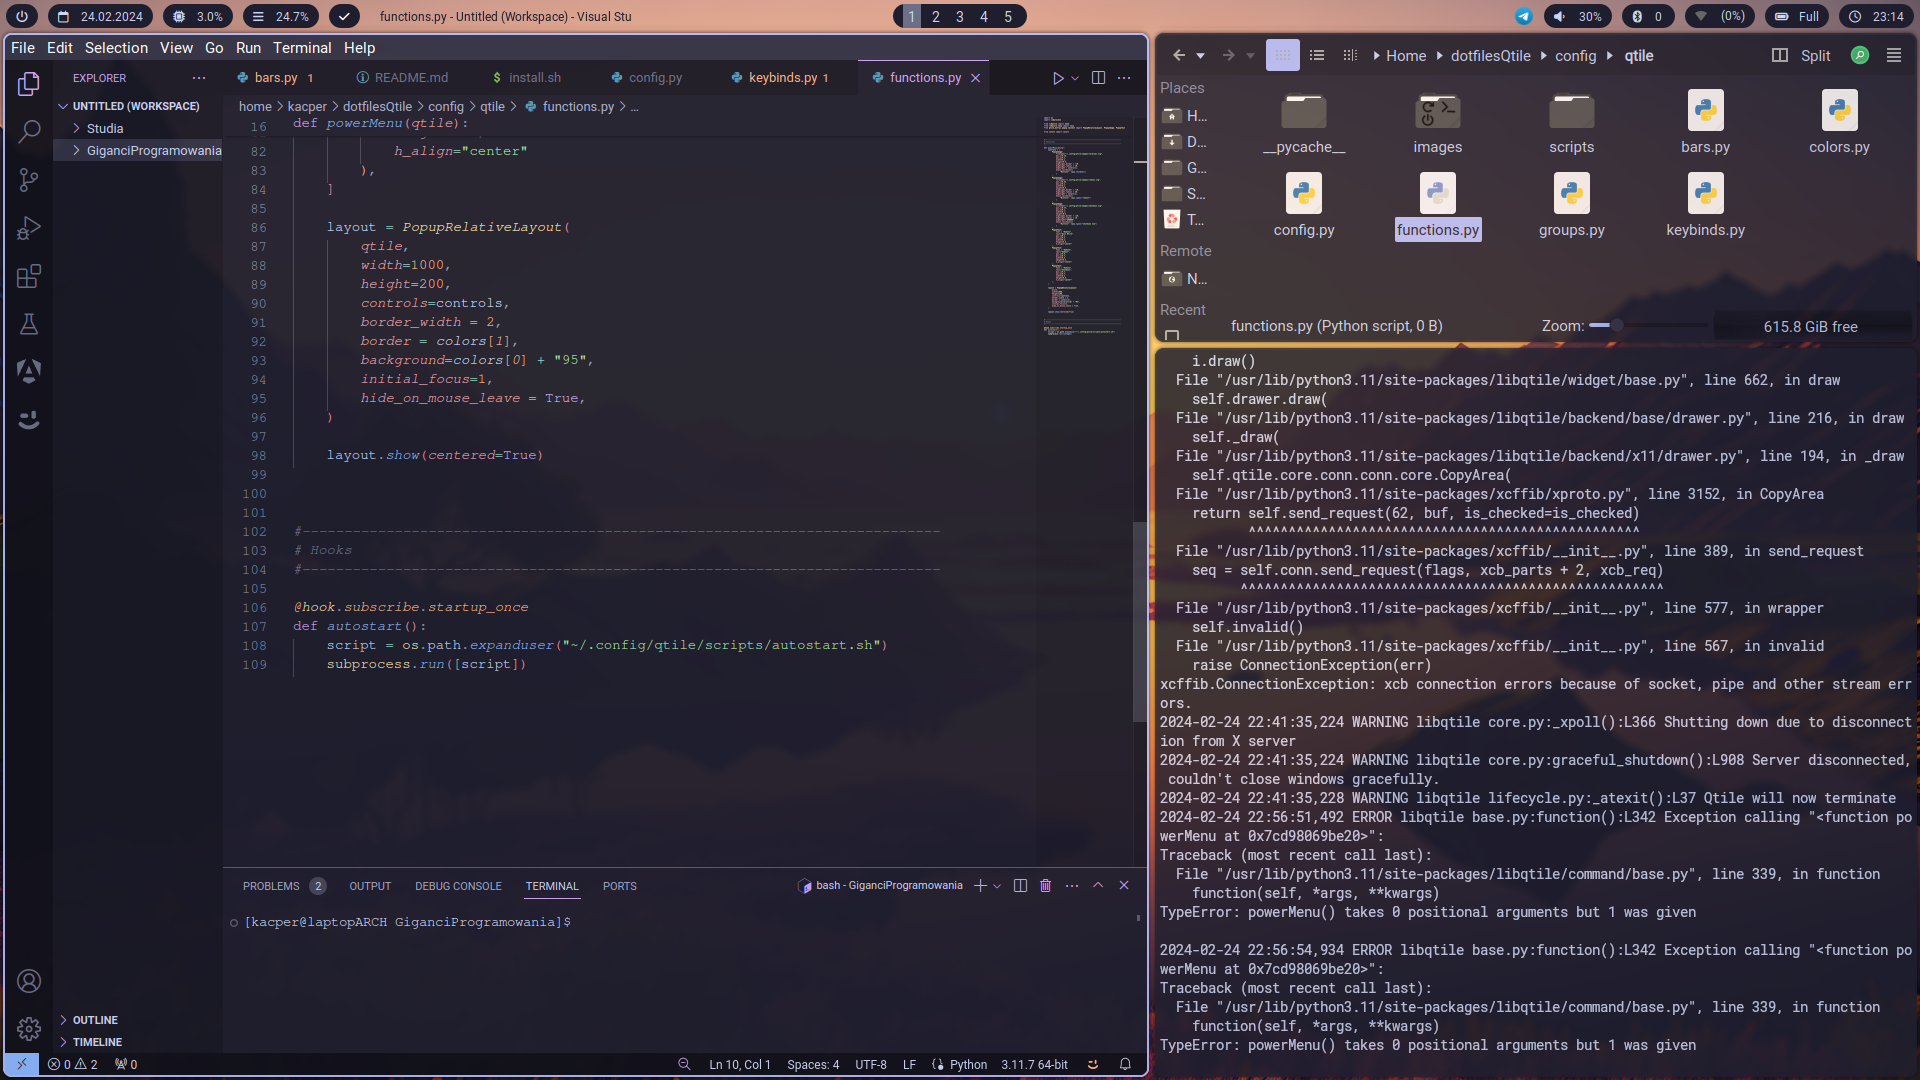 24.02.2024
3.0%
24.7%
functions.py - Untitled (Workspace) - Visual Stu
1 2 3 4 5
30%
0
(0%)
Full
23:14
File Edit Selection View Go Run Terminal Help
EXPLORER
UNTITLED (WORKSPACE)
Studia
GiganciProgramowania
OUTLINE
TIMELINE
bars.py 1
README.md
install.sh
config.py
keybinds.py 1
functions.py
home > kacper > dotfilesQtile > config > qtile > functions.py > ...
16 def powerMenu(qtile):
82 h_align="center"
83 ),
84 ]
85
86 layout = PopupRelativeLayout(
87 qtile,
88 width=1000,
89 height=200,
90 controls=controls,
91 border_width = 2,
92 border = colors[1],
93 background=colors[0] + "95",
94 initial_focus=1,
95 hide_on_mouse_leave = True,
96 )
97
98 layout.show(centered=True)
99
100
101
102 #----------------------------------------------------------------------------
103 # Hooks
104 #----------------------------------------------------------------------------
105
106 @hook.subscribe.startup_once
107 def autostart():
108 script = os.path.expanduser("~/.config/qtile/scripts/autostart.sh")
109 subprocess.run([script])
PROBLEMS 2 OUTPUT DEBUG CONSOLE TERMINAL PORTS
bash - GiganciProgramowania
[kacper@laptopARCH GiganciProgramowania]$
0 2 0
Ln 10, Col 1 Spaces: 4 UTF-8 LF Python 3.11.7 64-bit
Home dotfilesQtile config qtile
Split
Places
H...
D...
G...
S...
T...
Remote
N...
Recent
__pycache__
images
scripts
bars.py
colors.py
config.py
functions.py
groups.py
keybinds.py
functions.py (Python script, 0 B)
Zoom:
615.8 GiB free
i.draw()
File "/usr/lib/python3.11/site-packages/libqtile/widget/base.py", line 662, in draw
self.drawer.draw(
File "/usr/lib/python3.11/site-packages/libqtile/backend/base/drawer.py", line 216, in draw
self._draw(
File "/usr/lib/python3.11/site-packages/libqtile/backend/x11/drawer.py", line 194, in _draw
self.qtile.core.conn.conn.core.CopyArea(
File "/usr/lib/python3.11/site-packages/xcffib/xproto.py", line 3152, in CopyArea
return self.send_request(62, buf, is_checked=is_checked)
^^^^^^^^^^^^^^^^^^^^^^^^^^^^^^^^^^^^^^^^^^^^^^^^^
File "/usr/lib/python3.11/site-packages/xcffib/__init__.py", line 389, in send_request
seq = self.conn.send_request(flags, xcb_parts + 2, xcb_req)
^^^^^^^^^^^^^^^^^^^^^^^^^^^^^^^^^^^^^^^^^^^^^^^^^^^^^
File "/usr/lib/python3.11/site-packages/xcffib/__init__.py", line 577, in wrapper
self.invalid()
File "/usr/lib/python3.11/site-packages/xcffib/__init__.py", line 567, in invalid
raise ConnectionException(err)
xcffib.ConnectionException: xcb connection errors because of socket, pipe and other stream err
ors.
2024-02-24 22:41:35,224 WARNING libqtile core.py:_xpoll():L366 Shutting down due to disconnect
ion from X server
2024-02-24 22:41:35,224 WARNING libqtile core.py:graceful_shutdown():L908 Server disconnected,
couldn't close windows gracefully.
2024-02-24 22:41:35,228 WARNING libqtile lifecycle.py:_atexit():L37 Qtile will now terminate
2024-02-24 22:56:51,492 ERROR libqtile base.py:function():L342 Exception calling "<function po
werMenu at 0x7cd98069be20>":
Traceback (most recent call last):
File "/usr/lib/python3.11/site-packages/libqtile/command/base.py", line 339, in function
function(self, *args, **kwargs)
TypeError: powerMenu() takes 0 positional arguments but 1 was given
2024-02-24 22:56:54,934 ERROR libqtile base.py:function():L342 Exception calling "<function po
werMenu at 0x7cd98069be20>":
Traceback (most recent call last):
File "/usr/lib/python3.11/site-packages/libqtile/command/base.py", line 339, in function
function(self, *args, **kwargs)
TypeError: powerMenu() takes 0 positional arguments but 1 was given